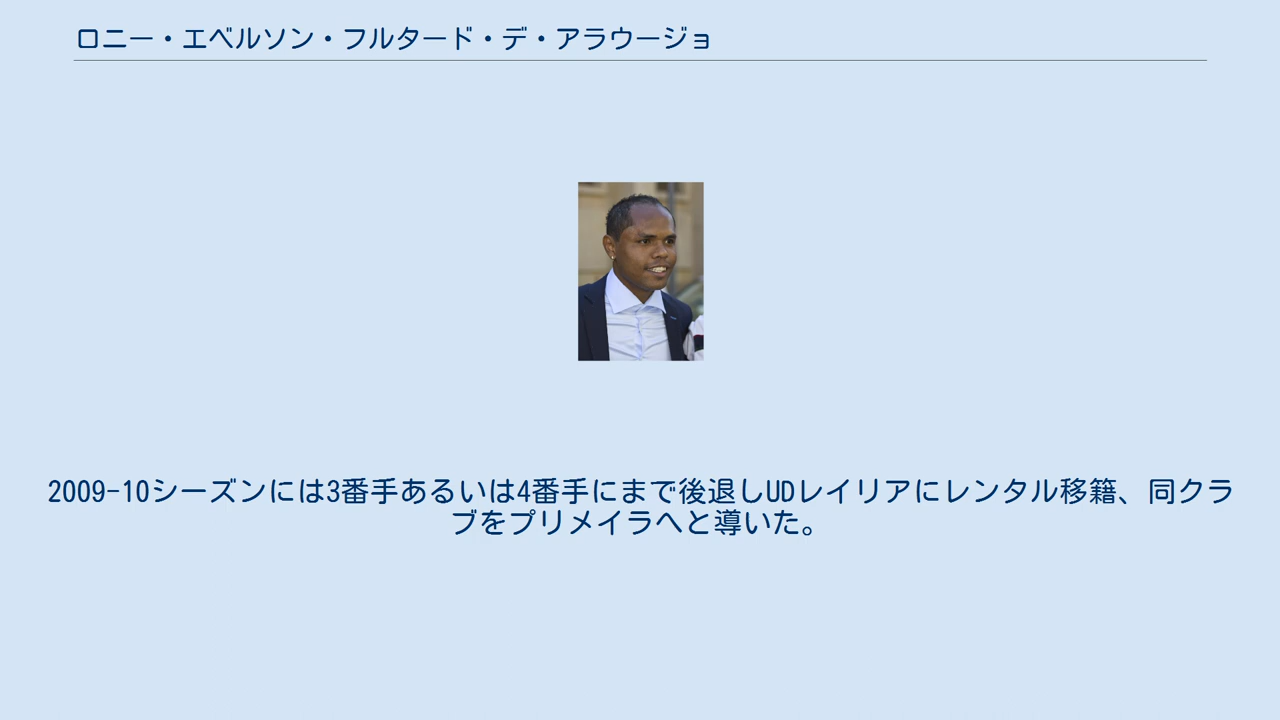 ロニー・エベルソン・フルタード・デ・アラウージョ
2009-10シーズンには3番手あるいは4番手にまで後退しUDレイリアにレンタル移籍、同クラ
ブをプリメイラへと導いた。